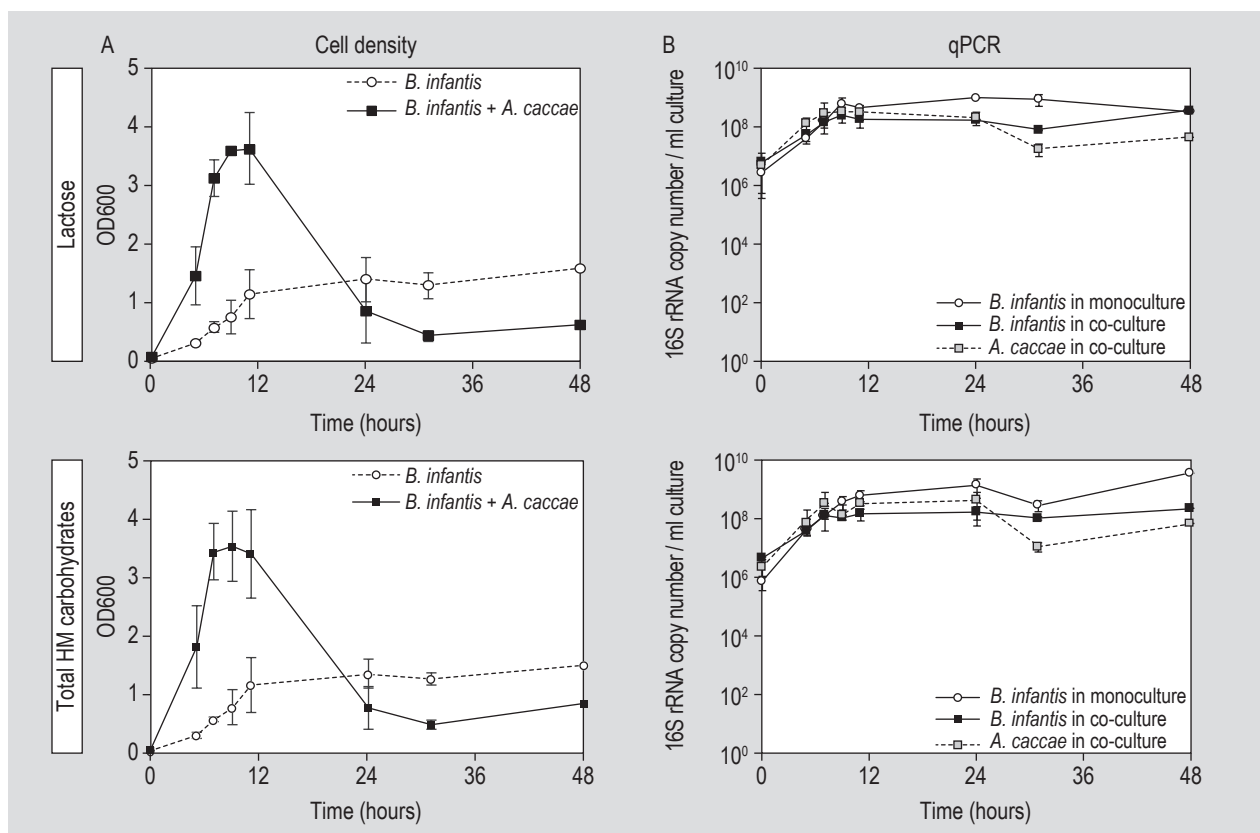 A
Cell density
Lactose
OD600
5
4
3
2
1
0
B. infantis
B. infantis + A. caccae
0
12
24
36
48
Time (hours)
B
qPCR
16S rRNA copy number / ml culture
10¹⁰
10⁸
10⁶
10⁴
10²
10⁰
B. infantis in monoculture
B. infantis in co-culture
A. caccae in co-culture
0
12
24
36
48
Time (hours)
Total HM carbohydrates
OD600
5
4
3
2
1
0
B. infantis
B. infantis + A. caccae
0
12
24
36
48
Time (hours)
16S rRNA copy number / ml culture
10¹⁰
10⁸
10⁶
10⁴
10²
10⁰
B. infantis in monoculture
B. infantis in co-culture
A. caccae in co-culture
0
12
24
36
48
Time (hours)